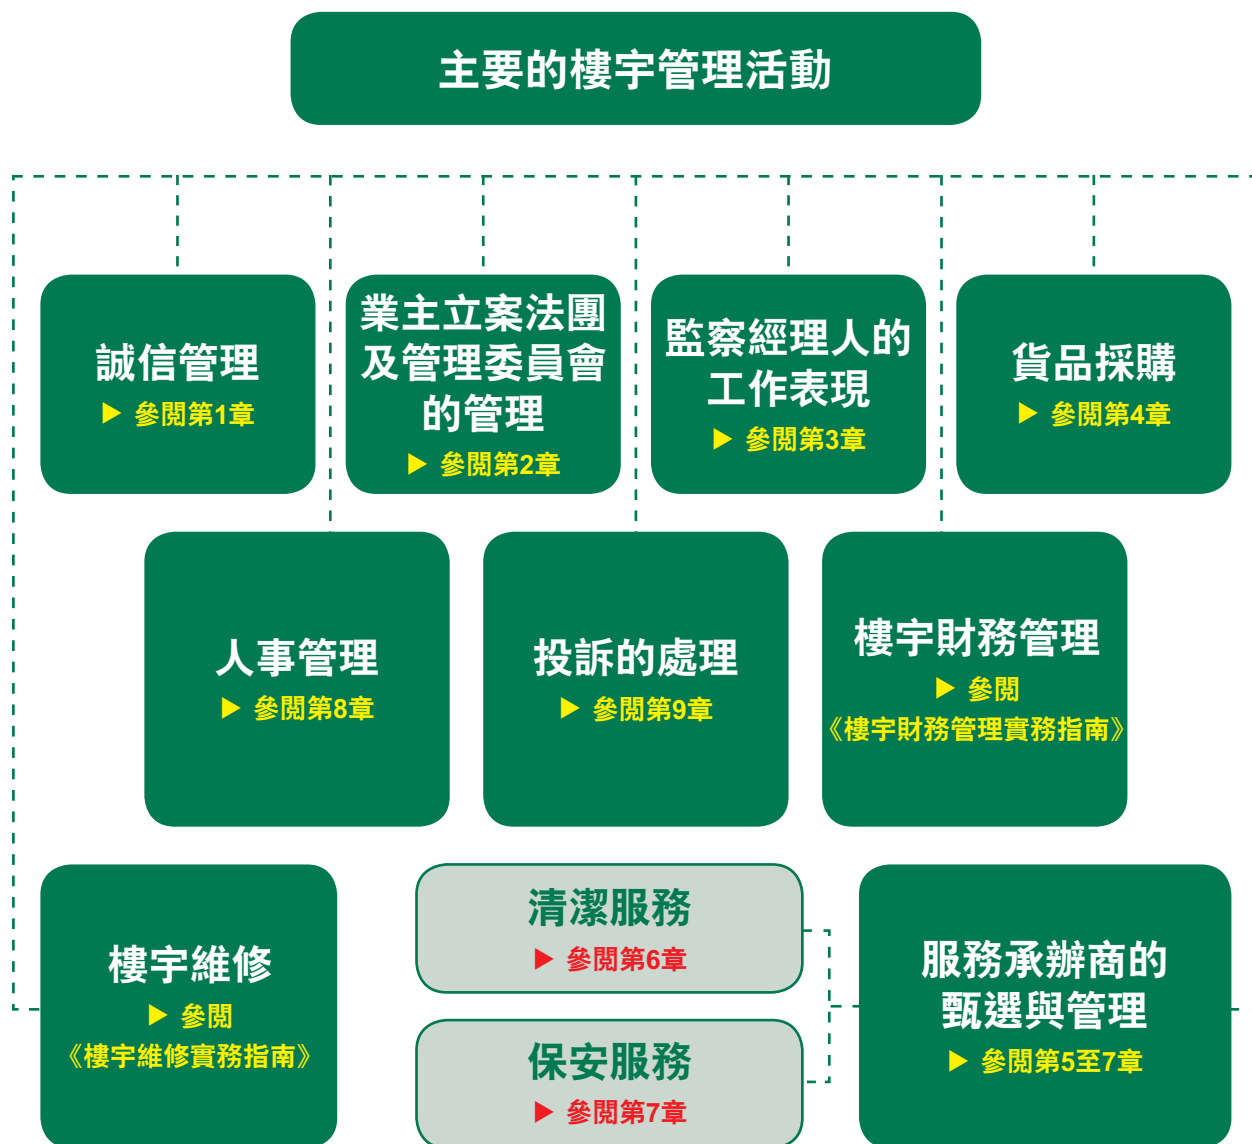 主要的樓宇管理活動
誠信管理
▶ 參閱第1章
業主立案法團
及管理委員會
的管理
▶ 參閱第2章
監察經理人的
工作表現
▶ 參閱第3章
貨品採購
▶ 參閱第4章
人事管理
▶ 參閱第8章
投訴的處理
▶ 參閱第9章
樓宇財務管理
▶ 參閱
《樓宇財務管理實務指南》
樓宇維修
▶ 參閱
《樓宇維修實務指南》
清潔服務
▶ 參閱第6章
保安服務
▶ 參閱第7章
服務承辦商的
甄選與管理
▶ 參閱第5至7章